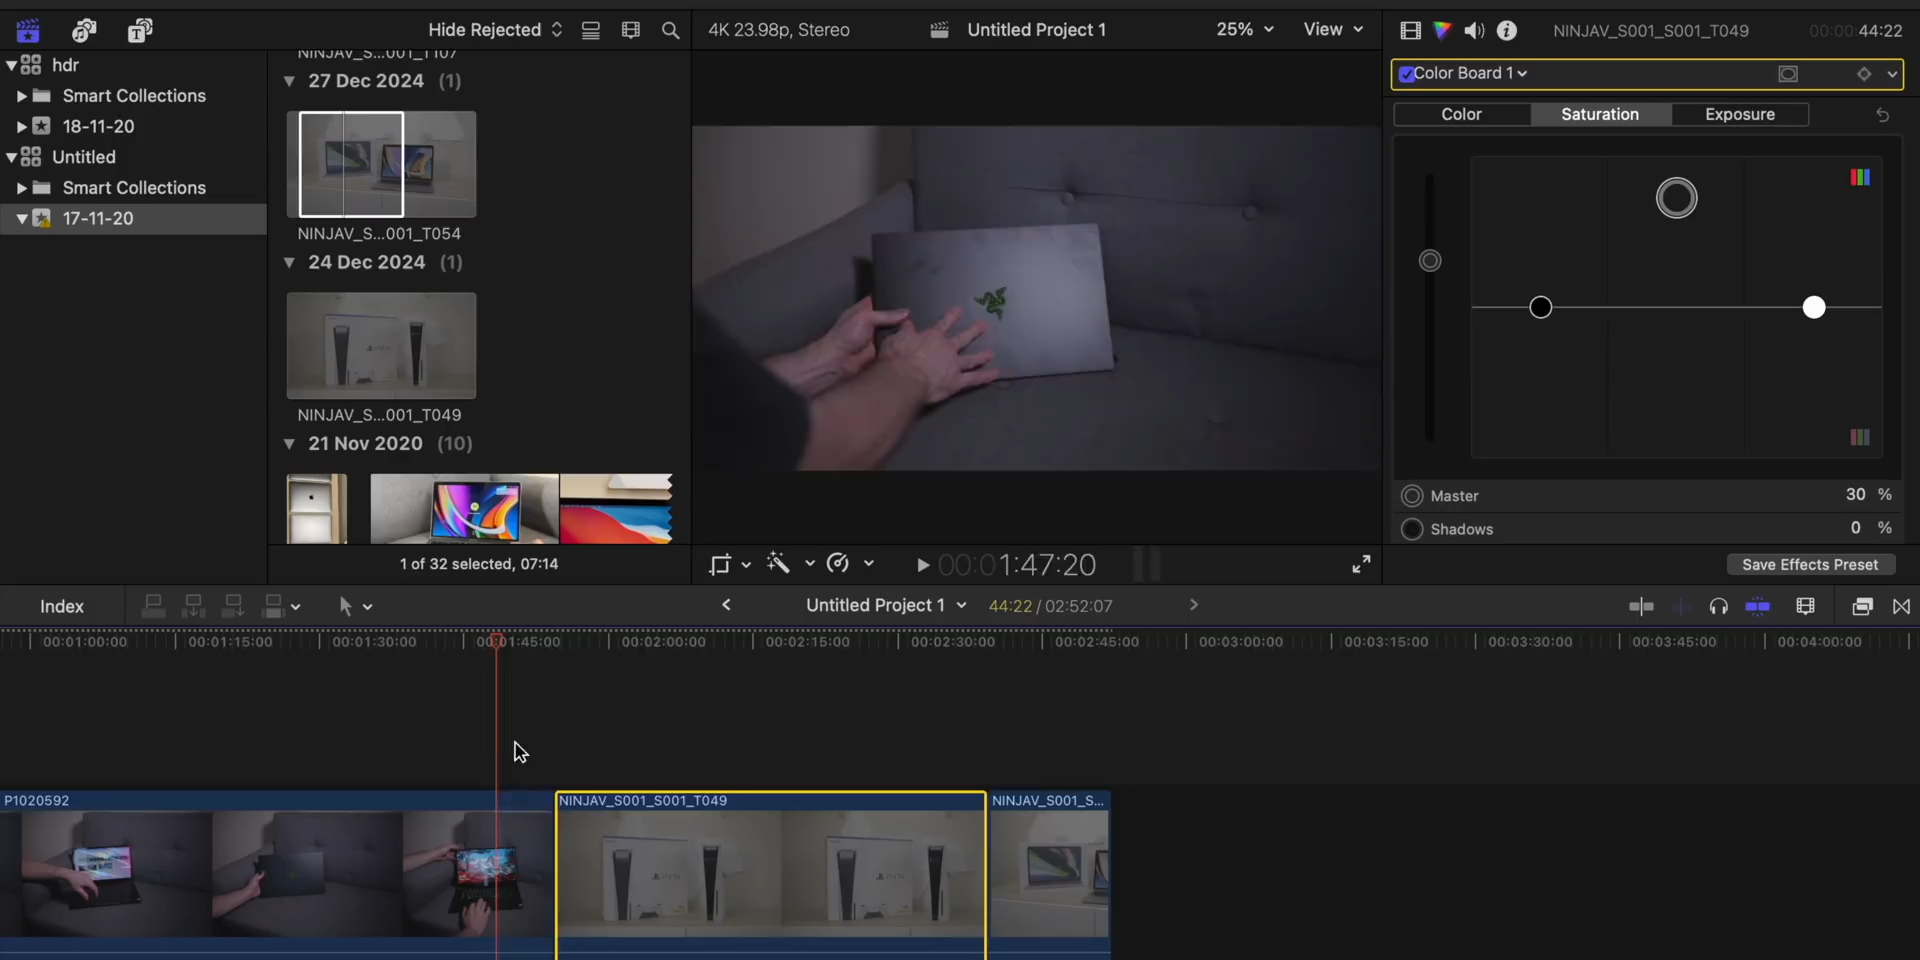 Hide Rejected
4K 23.98p, Stereo
Untitled Project 1
25%
View
NINJAV_S001_S001_T049
00:00:44:22
hdr
Smart Collections
18-11-20
Untitled
Smart Collections
17-11-20
NINJAV_S...001_T107
27 Dec 2024 (1)
NINJAV_S...001_T054
24 Dec 2024 (1)
NINJAV_S...001_T049
21 Nov 2020 (10)
1 of 32 selected, 07:14
00:01:47:20
Color Board 1
Color
Saturation
Exposure
Master
30 %
Shadows
0 %
Save Effects Preset
Index
Untitled Project 1
44:22 / 02:52:07
00:01:00:00
00:01:15:00
00:01:30:00
00:01:45:00
00:02:00:00
00:02:15:00
00:02:30:00
00:02:45:00
00:03:00:00
00:03:15:00
00:03:30:00
00:03:45:00
00:04:00:00
P1020592
NINJAV_S001_S001_T049
NINJAV_S001_S...